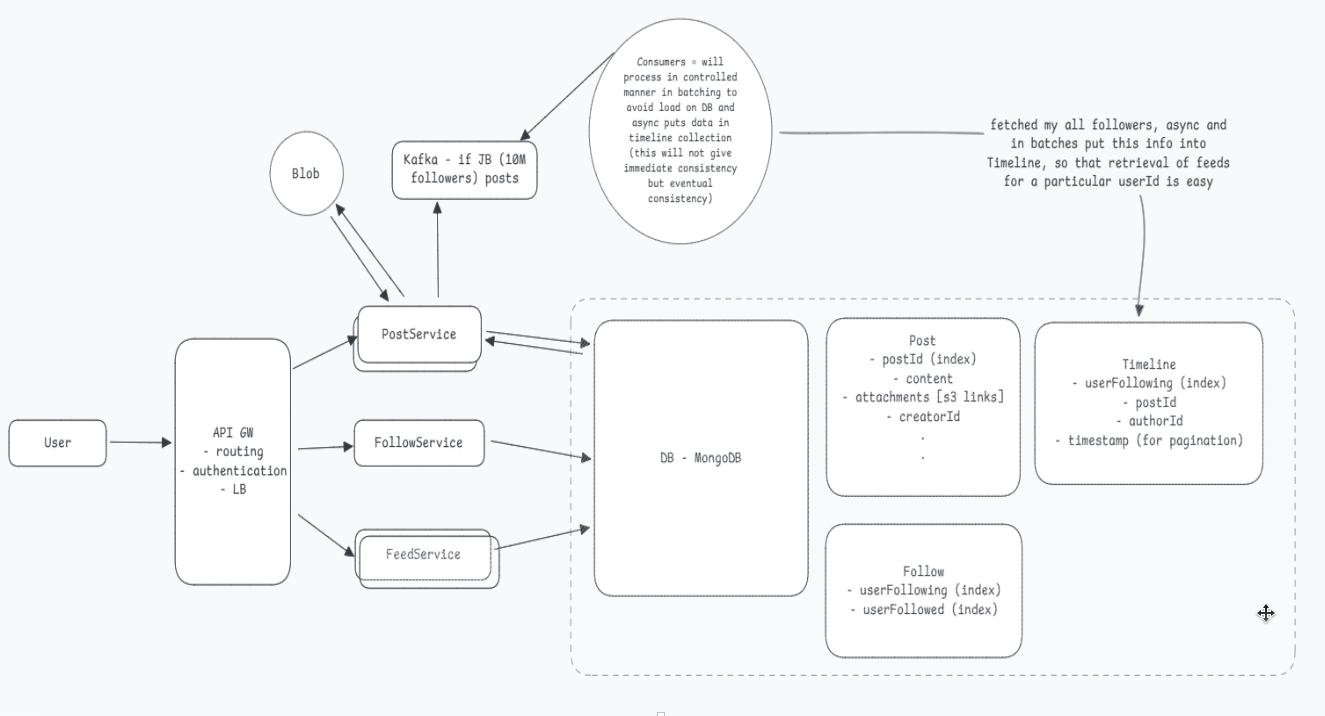 Consumers = will
process in controlled
manner in batching to
avoid load on DB and
async puts data in
timeline collection
(this will not give
immediate consistency
but eventual
consistency)
fetched my all followers, async and
in batches put this info into
Timeline, so that retrieval of feeds
for a particular userId is easy
Blob
Kafka - if JB (10M
followers) posts
PostService
User
API GW
- routing
- authentication
- LB
FollowService
FeedService
DB - MongoDB
Post
- postId (index)
- content
- attachments [s3 links]
- creatorId
.
.
Timeline
- userFollowing (index)
- postId
- authorId
- timestamp (for pagination)
Follow
- userFollowing (index)
- userFollowed (index)